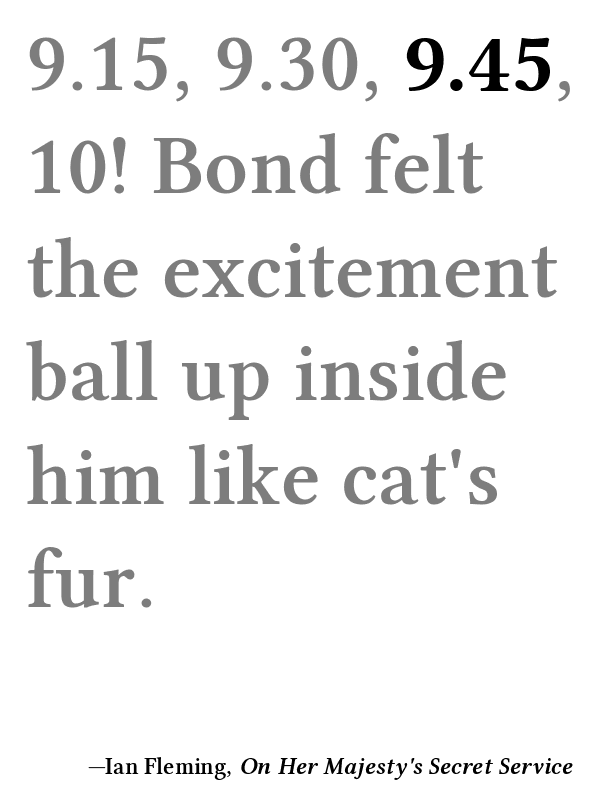 9.15, 9.30, 9.45,
10! Bond felt
the excitement
ball up inside
him like cat's
fur.
—Ian Fleming, On Her Majesty's Secret Service